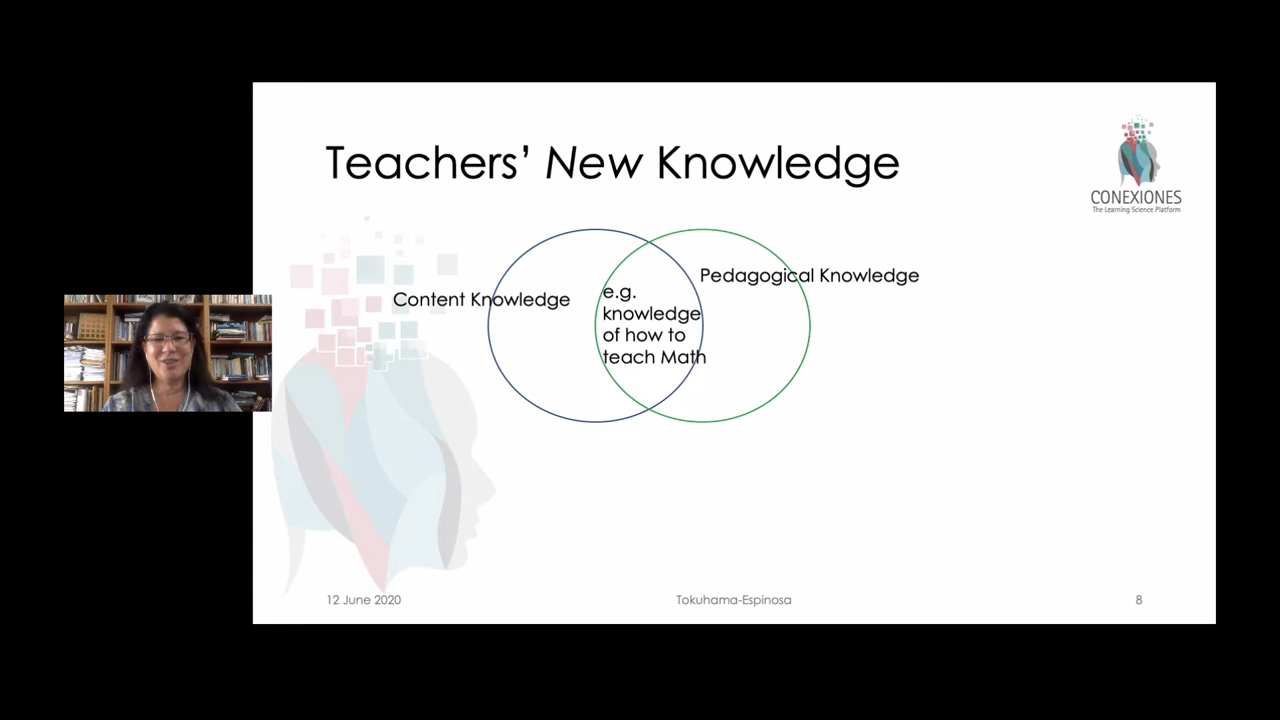 Teachers’ New Knowledge
CONEXIONES
The Learning Science Platform
Pedagogical Knowledge
Content Knowledge
e.g.
knowledge
of how to
teach Math
12 June 2020
Tokuhama-Espinosa
8